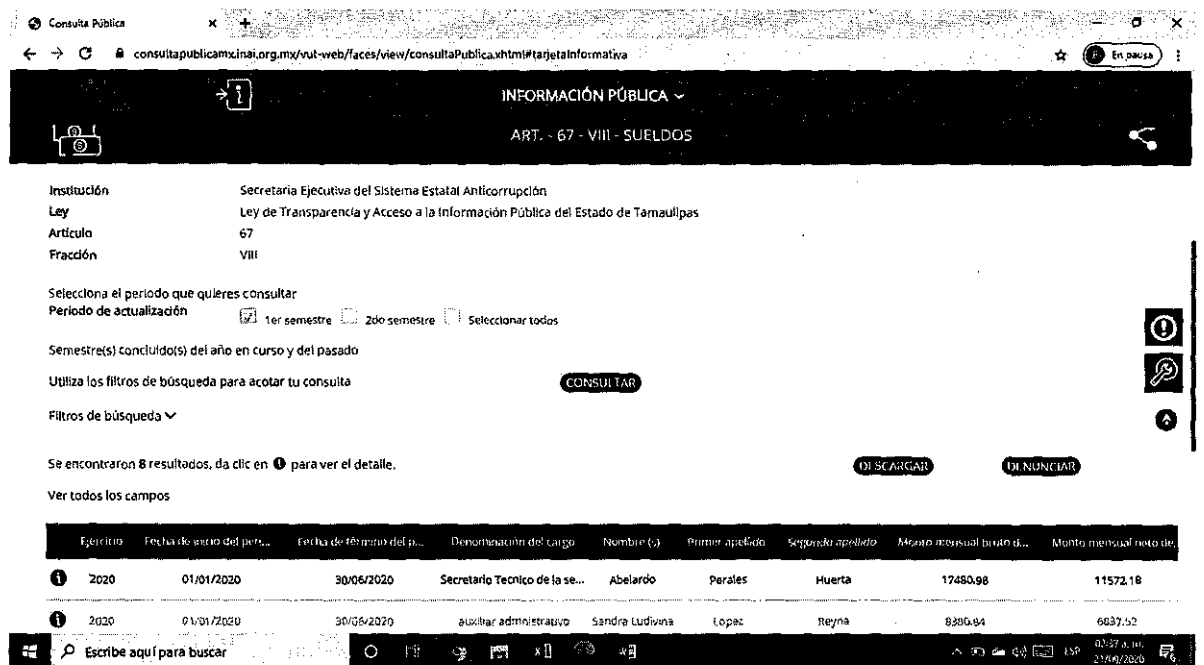 Consulta Pública
consultapublicamx.inai.org.mx/vut-web/faces/view/consultaPublica.xhtml#tarjetaInformativa
En pausa
INFORMACIÓN PÚBLICA
ART. - 67 - VIII - SUELDOS
Institución Secretaria Ejecutiva del Sistema Estatal Anticorrupción
Ley Ley de Transparencia y Acceso a la Información Pública del Estado de Tamaulipas
Artículo 67
Fracción VIII
Selecciona el periodo que quieres consultar
Periodo de actualización 1er semestre 2do semestre Seleccionar todos
Semestre(s) concluido(s) del año en curso y del pasado
Utiliza los filtros de búsqueda para acotar tu consulta CONSULTAR
Filtros de búsqueda
Se encontraron 8 resultados, da clic en para ver el detalle. DESCARGAR DENUNCIAR
Ver todos los campos
Ejercicio Fecha de inicio del peri... Fecha de término del p... Denominación del cargo Nombre (s) Primer apellido Segundo apellido Monto mensual bruto d... Monto mensual neto de
2020 01/01/2020 30/06/2020 Secretario Tecnico de la se... Abelardo Perales Huerta 17480.98 11572.18
2020 01/01/2020 30/06/2020 auxiliar administrativo Sandra Ludivina Lopez Reyna 8380.84 6837.52
Escribe aquí para buscar
ESP
21/09/2020